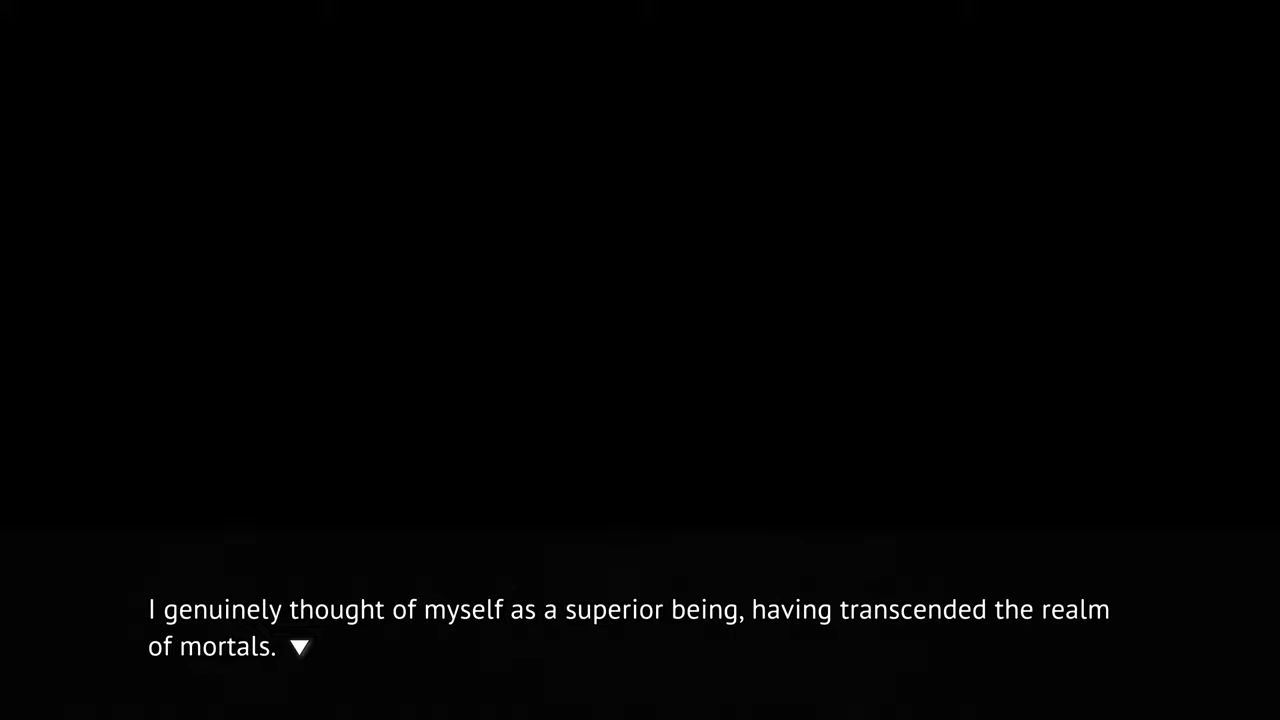 I genuinely thought of myself as a superior being, having transcended the realm
of mortals.